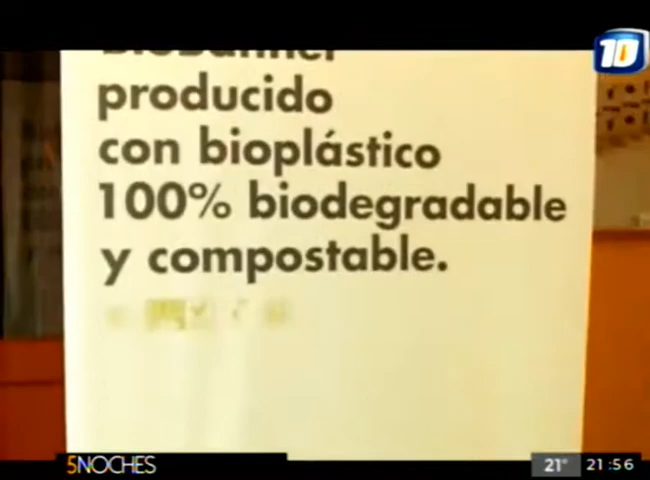 10
producido
con bioplástico
100% biodegradable
y compostable.
5NOCHES
21° 21:56